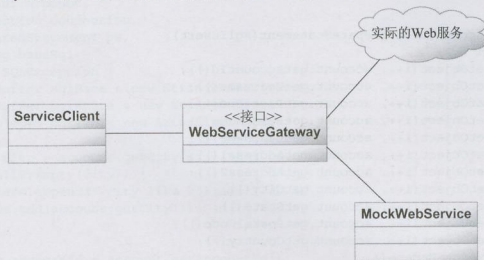 实际的Web服务
ServiceClient
<<接口>>
WebServiceGateway
MockWebService